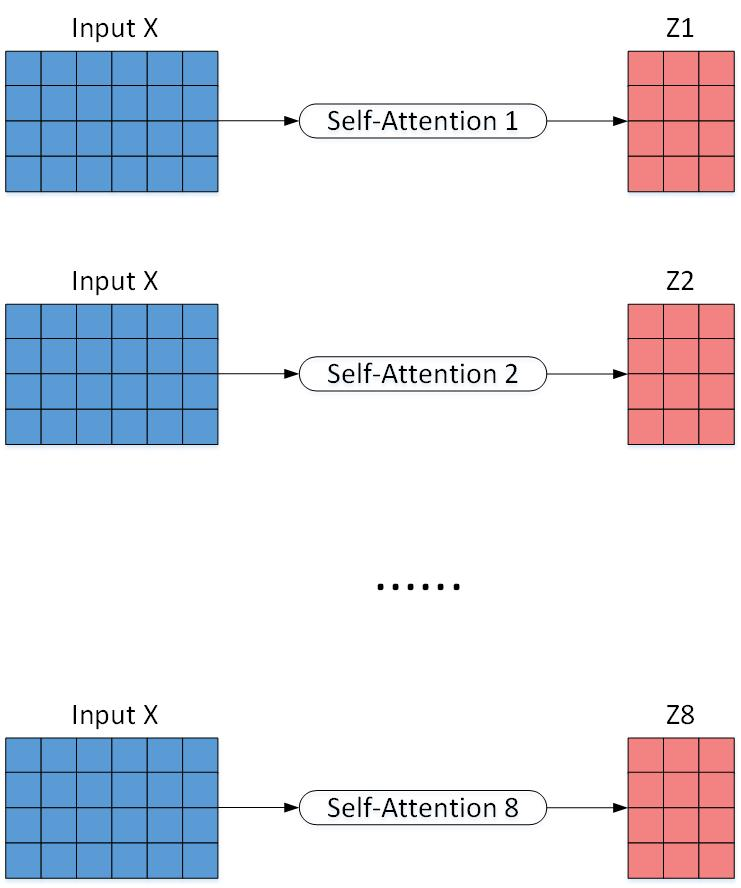 Input X
Z1
Self-Attention 1
Input X
Z2
Self-Attention 2
......
Input X
Z8
Self-Attention 8